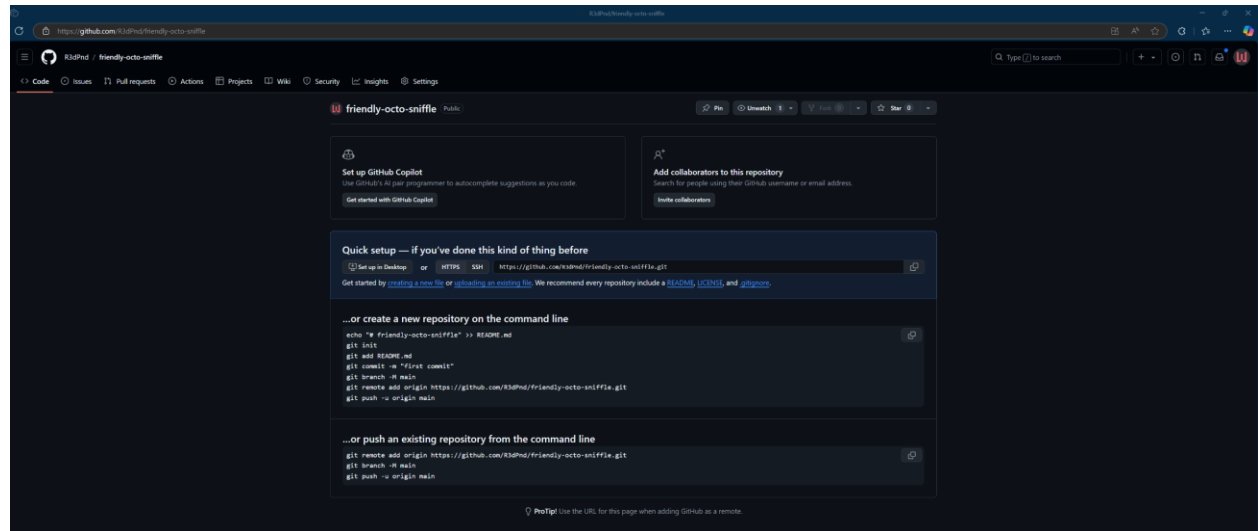 R3dPnd/friendly-octo-sniffle
https://github.com/R3dPnd/friendly-octo-sniffle
R3dPnd / friendly-octo-sniffle
Type / to search
Code Issues Pull requests Actions Projects Wiki Security Insights Settings
friendly-octo-sniffle Public
Pin Unwatch 1 Fork 0 Star 0
Set up GitHub Copilot
Use GitHub's AI pair programmer to autocomplete suggestions as you code.
Get started with GitHub Copilot
Add collaborators to this repository
Search for people using their GitHub username or email address.
Invite collaborators
Quick setup — if you've done this kind of thing before
Set up in Desktop or HTTPS SSH https://github.com/R3dPnd/friendly-octo-sniffle.git
Get started by creating a new file or uploading an existing file. We recommend every repository include a README, LICENSE, and .gitignore.
...or create a new repository on the command line
echo "# friendly-octo-sniffle" >> README.md
git init
git add README.md
git commit -m "first commit"
git branch -M main
git remote add origin https://github.com/R3dPnd/friendly-octo-sniffle.git
git push -u origin main
...or push an existing repository from the command line
git remote add origin https://github.com/R3dPnd/friendly-octo-sniffle.git
git branch -M main
git push -u origin main
ProTip! Use the URL for this page when adding GitHub as a remote.